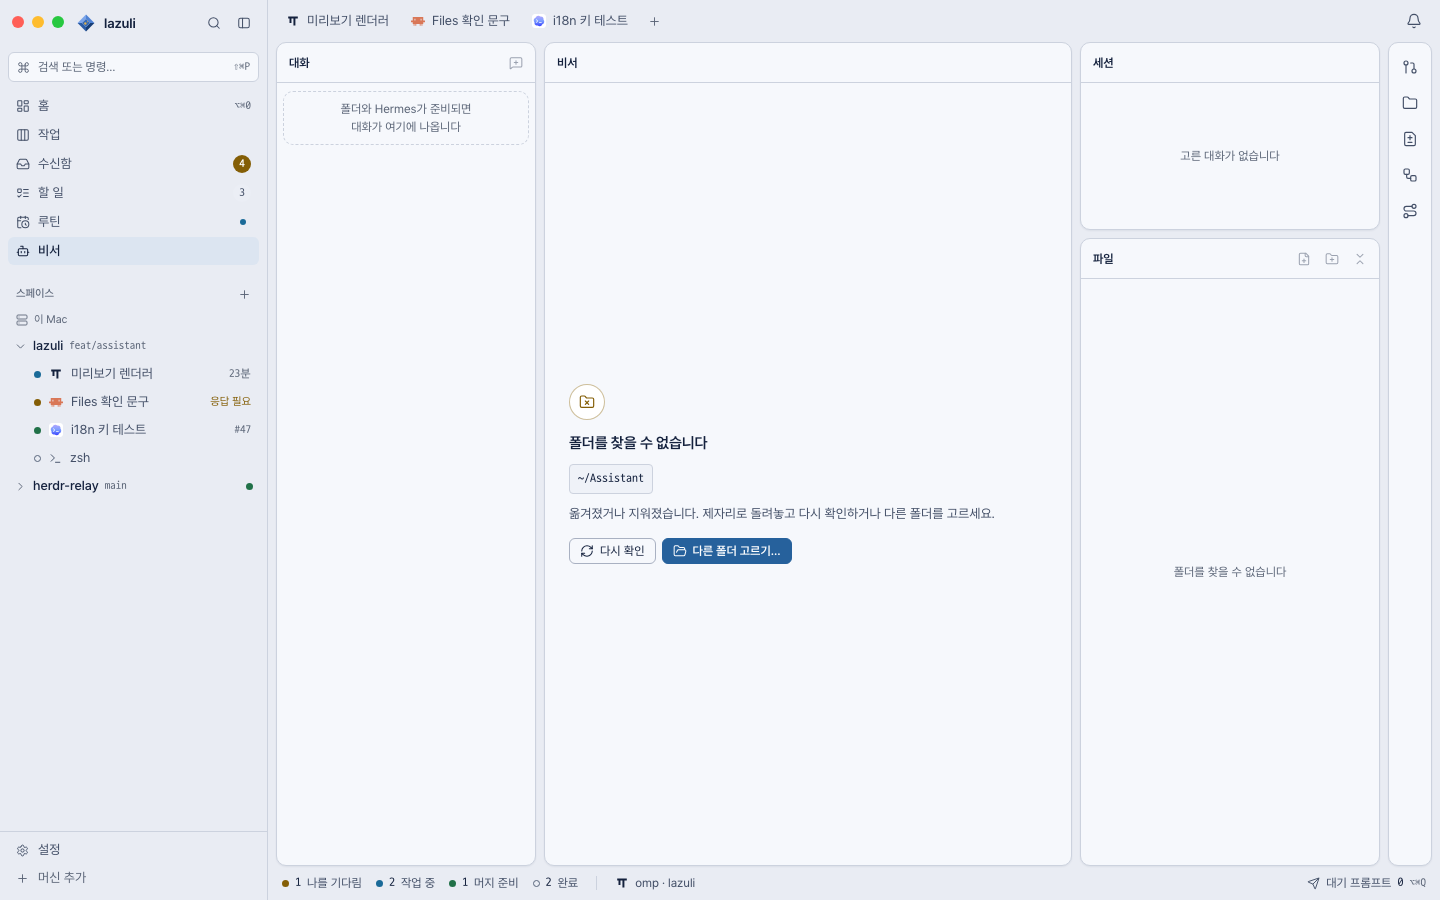 lazuli
검색 또는 명령... ⇧⌘P
홈 ⌥⌘0
작업
수신함 4
할 일 3
루틴
비서
스페이스
이 Mac
lazuli feat/assistant
미리보기 렌더러 23분
Files 확인 문구 응답 필요
i18n 키 테스트 #47
zsh
herdr-relay main
설정
머신 추가
미리보기 렌더러 Files 확인 문구 i18n 키 테스트
대화
폴더와 Hermes가 준비되면
대화가 여기에 나옵니다
비서
폴더를 찾을 수 없습니다
~/Assistant
옮겨졌거나 지워졌습니다. 제자리로 돌려놓고 다시 확인하거나 다른 폴더를 고르세요.
다시 확인 다른 폴더 고르기...
세션
고른 대화가 없습니다
파일
폴더를 찾을 수 없습니다
1 나를 기다림 2 작업 중 1 머지 준비 2 완료 omp · lazuli 대기 프롬프트 0 ⌥⌘Q